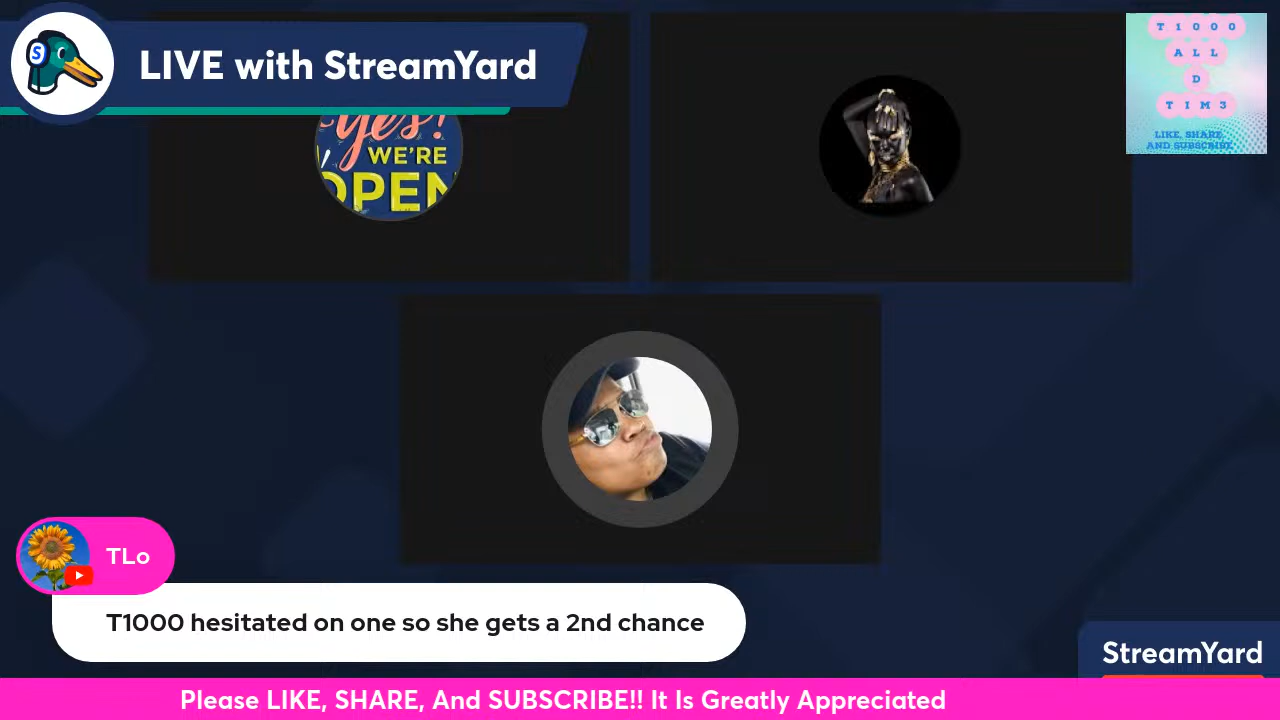 LIVE with StreamYard
S
yes!
WE'RE
OPEN
T 1 0 0 0
A L L
D
T I M 3
LIKE, SHARE,
AND SUBSCRIBE
TLo
T1000 hesitated on one so she gets a 2nd chance
StreamYard
Please LIKE, SHARE, And SUBSCRIBE!! It Is Greatly Appreciated